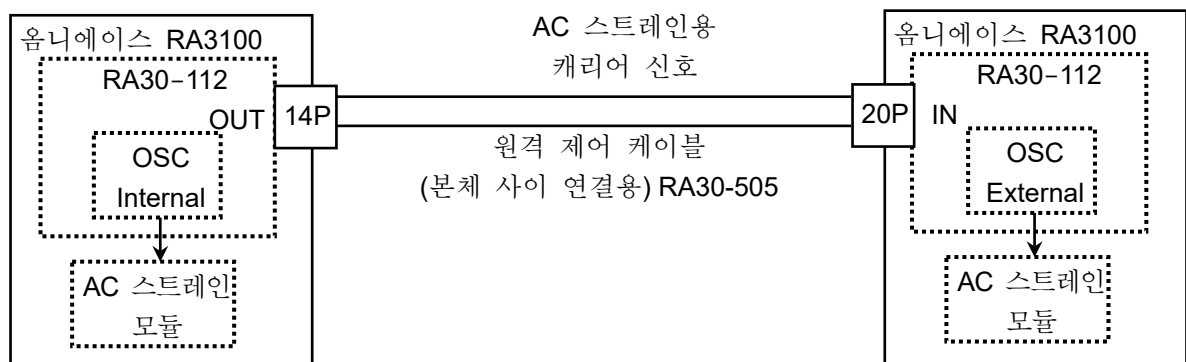 옴니에이스 RA3100
RA30-112
OUT
14P
OSC
Internal
AC 스트레인
모듈
AC 스트레인용
캐리어 신호
원격 제어 케이블
(본체 사이 연결용) RA30-505
옴니에이스 RA3100
RA30-112
20P
IN
OSC
External
AC 스트레인
모듈